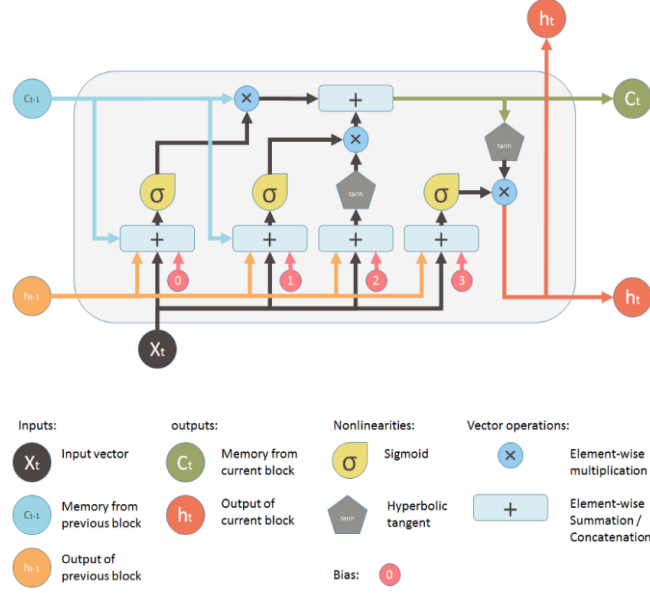 ht
Ct-1
×
+
Ct
tanh
×
σ
σ
tanh
σ
×
+
+
+
+
0
1
2
3
ht-1
ht
Xt
Inputs:
outputs:
Nonlinearities:
Vector operations:
Xt
Input vector
Ct
Memory from
current block
σ
Sigmoid
×
Element-wise
multiplication
Ct-1
Memory from
previous block
ht
Output of
current block
tanh
Hyperbolic
tangent
+
Element-wise
Summation /
Concatenation
ht-1
Output of
previous block
Bias:
0